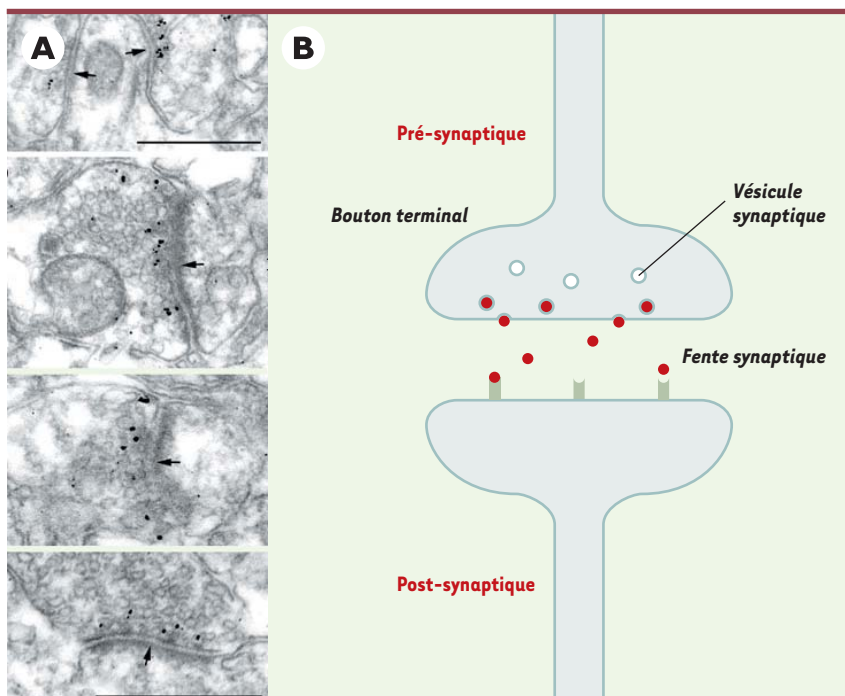 A
B
Pré-synaptique
Bouton terminal
Vésicule
synaptique
Fente synaptique
Post-synaptique